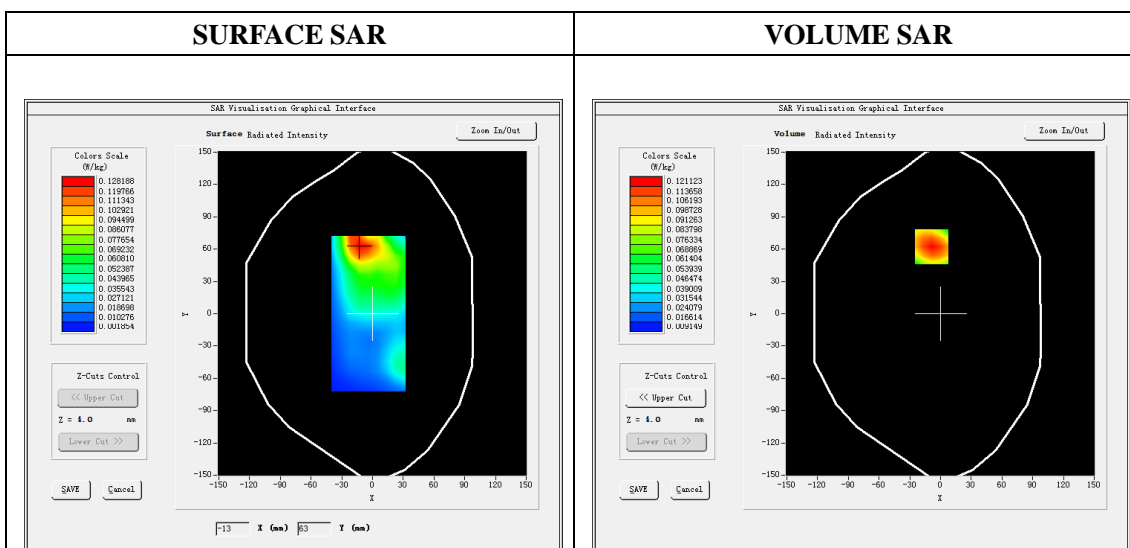 SURFACE SAR
VOLUME SAR
SAR Visualisation Graphical Interface
Surface Radiated Intensity
Zoom In/Out
Colors Scale
(W/kg)
0.128188
0.119766
0.111343
0.102921
0.094499
0.086077
0.077654
0.069232
0.060810
0.052387
0.043965
0.035543
0.027121
0.018698
0.010276
0.001854
150
120
90
60
30
0
-30
-60
-90
-120
-150
Y
-150 -120 -90 -60 -30 0 30 60 90 120 150
X
Z-Cuts Control
<< Upper Cut
Z = 4.0 mm
Lower Cut >>
SAVE Cancel
-13 X (mm) 63 Y (mm)
SAR Visualisation Graphical Interface
Volume Radiated Intensity
Zoom In/Out
Colors Scale
(W/kg)
0.121123
0.113658
0.106193
0.098728
0.091263
0.083798
0.076334
0.068869
0.061404
0.053939
0.046474
0.039009
0.031544
0.024079
0.016614
0.009149
150
120
90
60
30
0
-30
-60
-90
-120
-150
Y
-150 -120 -90 -60 -30 0 30 60 90 120 150
X
Z-Cuts Control
<< Upper Cut
Z = 4.0 mm
Lower Cut >>
SAVE Cancel